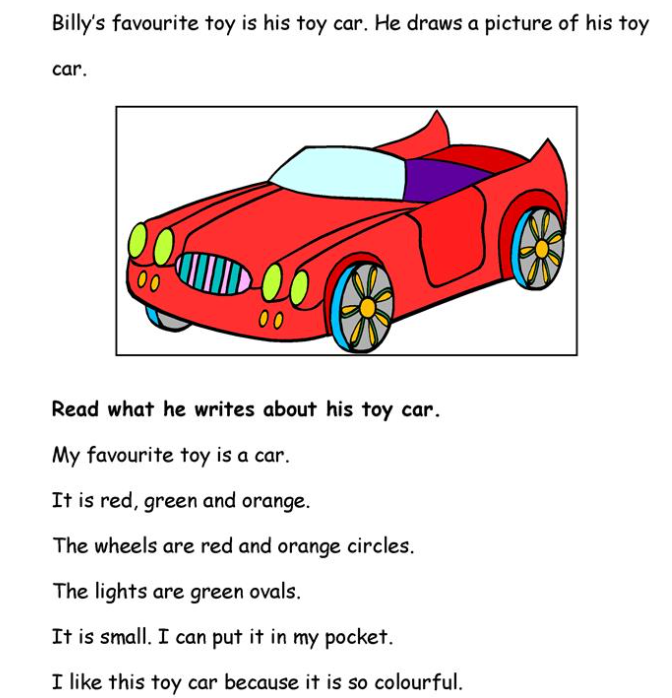 Billy's favourite toy is his toy car. He draws a picture of his toy
car.
Read what he writes about his toy car.
My favourite toy is a car.
It is red, green and orange.
The wheels are red and orange circles.
The lights are green ovals.
It is small. I can put it in my pocket.
I like this toy car because it is so colourful.